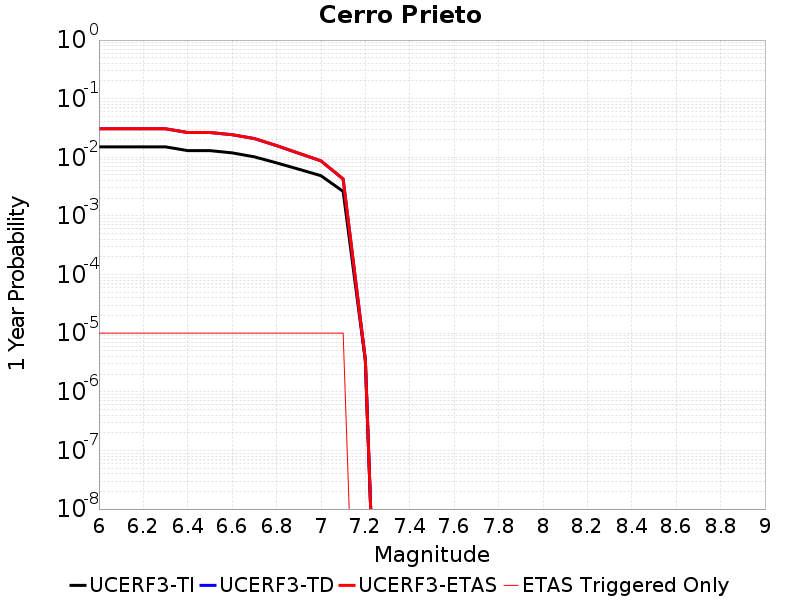 Cerro Prieto
10^0
10^-1
10^-2
10^-3
10^-4
10^-5
10^-6
10^-7
10^-8
1 Year Probability
6 6.2 6.4 6.6 6.8 7 7.2 7.4 7.6 7.8 8 8.2 8.4 8.6 8.8 9
Magnitude
UCERF3-TI UCERF3-TD UCERF3-ETAS ETAS Triggered Only